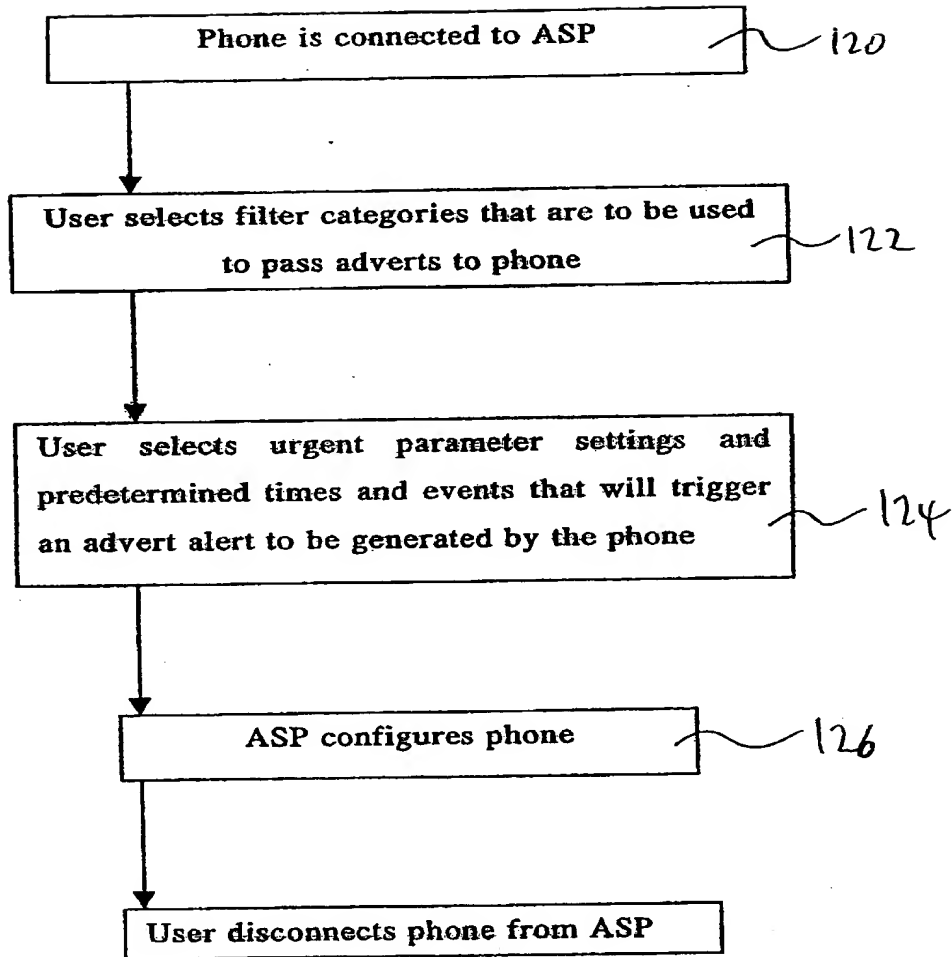 Phone is connected to ASP
120
User selects filter categories that are to be used
to pass adverts to phone
122
User selects urgent parameter settings and
predetermined times and events that will trigger
an advert alert to be generated by the phone
124
ASP configures phone
126
User disconnects phone from ASP